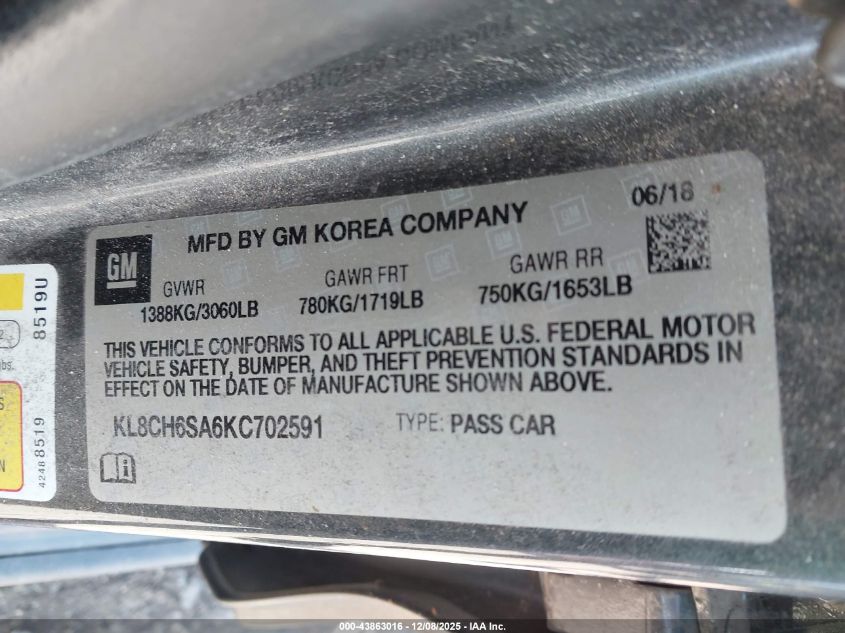 06/18
MFD BY GM KOREA COMPANY
GM
GVWR GAWR FRT GAWR RR
1388KG/3060LB 780KG/1719LB 750KG/1653LB
THIS VEHICLE CONFORMS TO ALL APPLICABLE U.S. FEDERAL MOTOR
VEHICLE SAFETY, BUMPER, AND THEFT PREVENTION STANDARDS IN
EFFECT ON THE DATE OF MANUFACTURE SHOWN ABOVE.
KL8CH6SA6KC702591 TYPE: PASS CAR
8519U
42488519
000-43863016 - 12/08/2025 - IAA Inc.